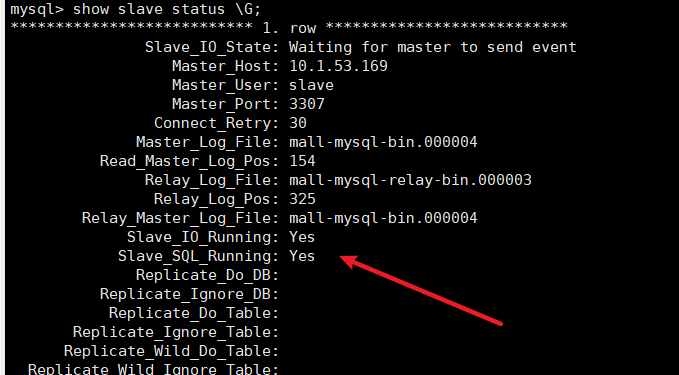 mysql> show slave status \G;
*************************** 1. row ***************************
Slave_IO_State: Waiting for master to send event
Master_Host: 10.1.53.169
Master_User: slave
Master_Port: 3307
Connect_Retry: 30
Master_Log_File: mall-mysql-bin.000004
Read_Master_Log_Pos: 154
Relay_Log_File: mall-mysql-relay-bin.000003
Relay_Log_Pos: 325
Relay_Master_Log_File: mall-mysql-bin.000004
Slave_IO_Running: Yes
Slave_SQL_Running: Yes
Replicate_Do_DB:
Replicate_Ignore_DB:
Replicate_Do_Table:
Replicate_Ignore_Table:
Replicate_Wild_Do_Table:
Replicate_Wild_Ignore_Table: